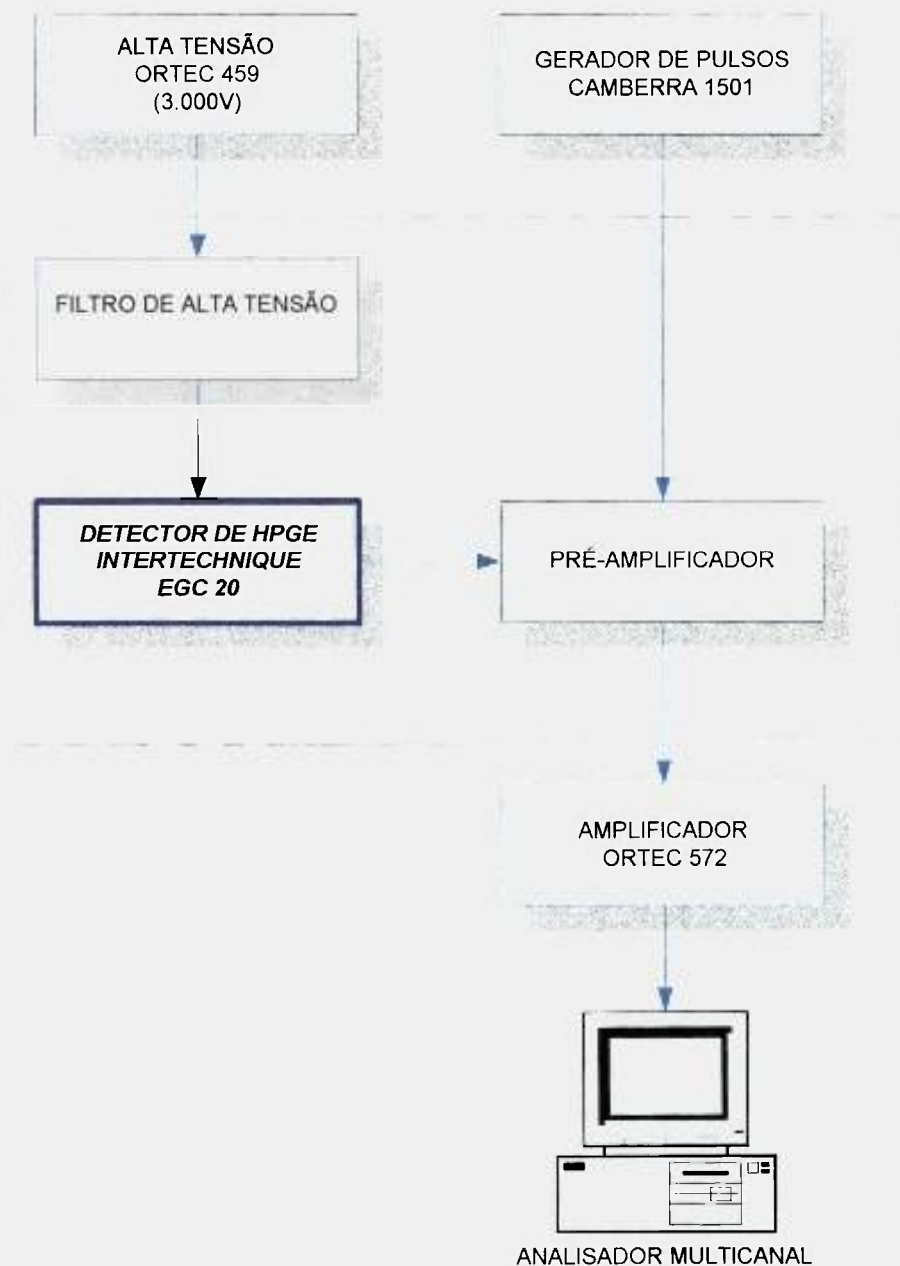 ALTA TENSÃO
ORTEC 459
(3.000V)
GERADOR DE PULSOS
CAMBERRA 1501
FILTRO DE ALTA TENSÃO
DETECTOR DE HPGE
INTERTECHNIQUE
EGC 20
PRÉ-AMPLIFICADOR
AMPLIFICADOR
ORTEC 572
ANALISADOR MULTICANAL